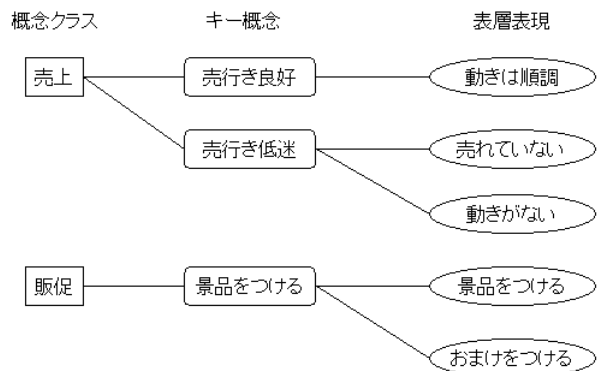 概念クラス キー概念 表層表現
売上 売行き良好 動きは順調
売行き低迷 売れていない
動きがない
販促 景品をつける 景品をつける
おまけをつける